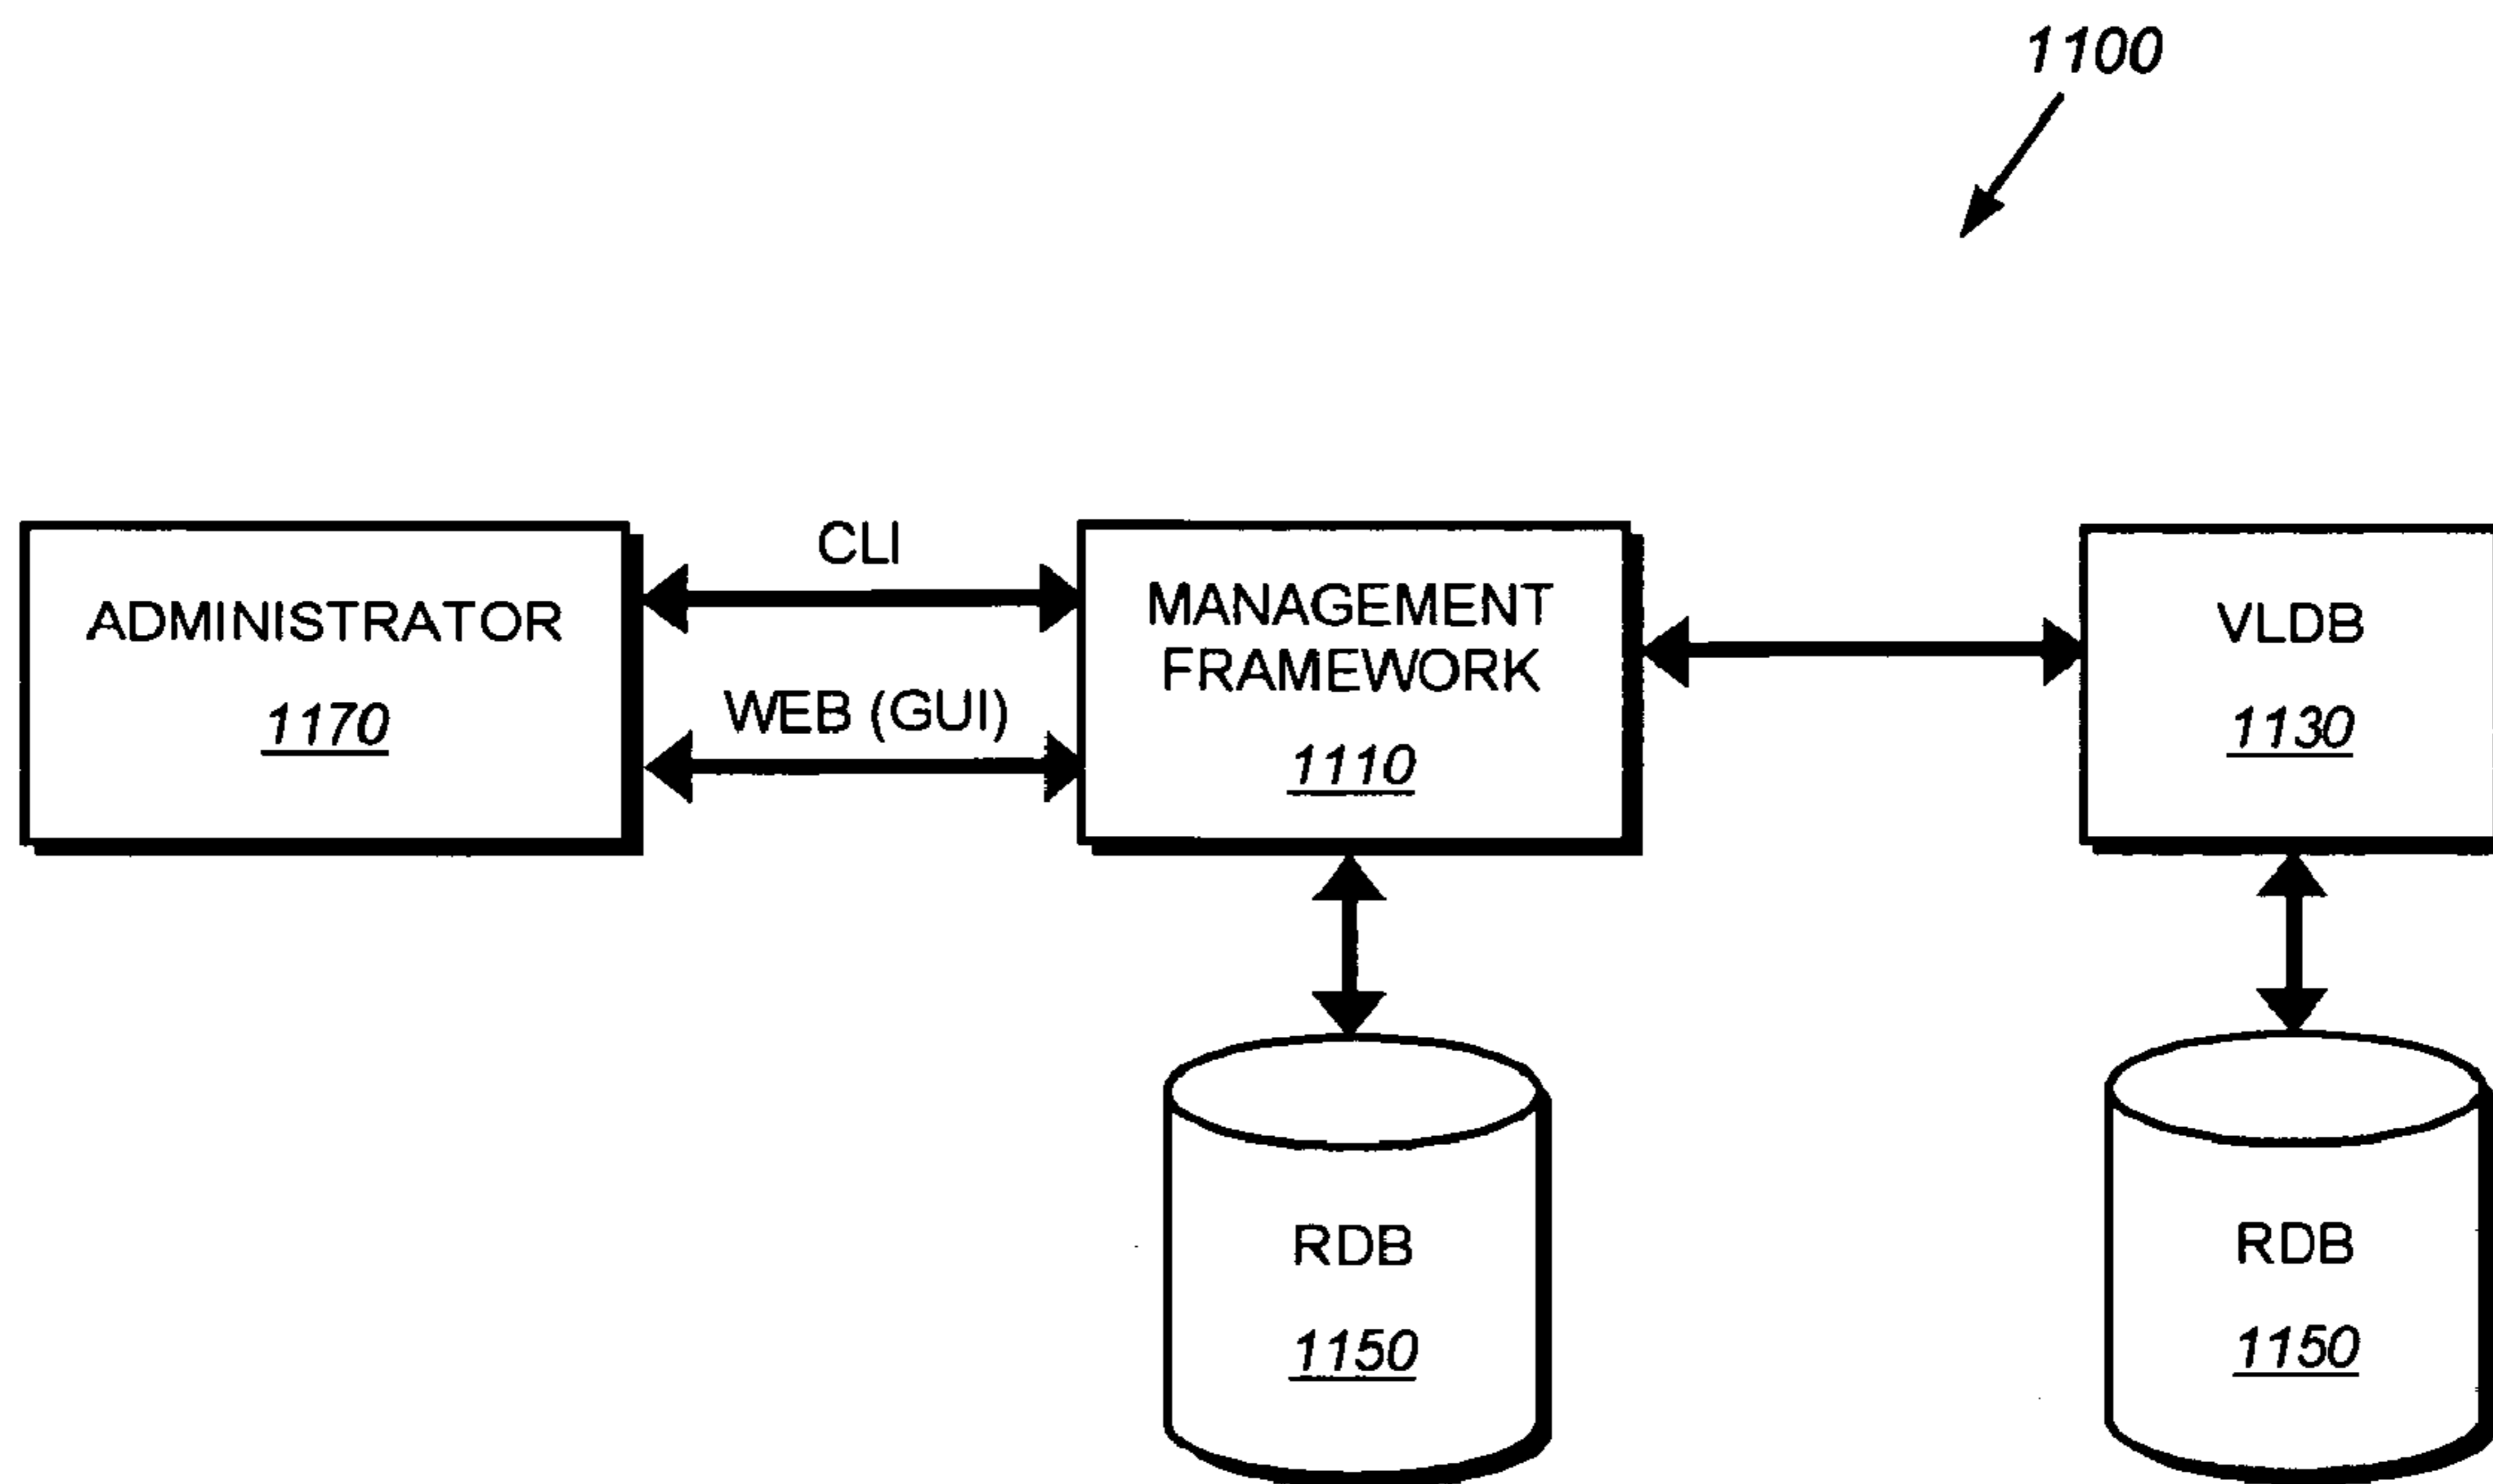 1100
CLI
ADMINISTRATOR
1170
WEB (GUI)
MANAGEMENT
FRAMEWORK
1110
VLDB
1130
RDB
1150
RDB
1150